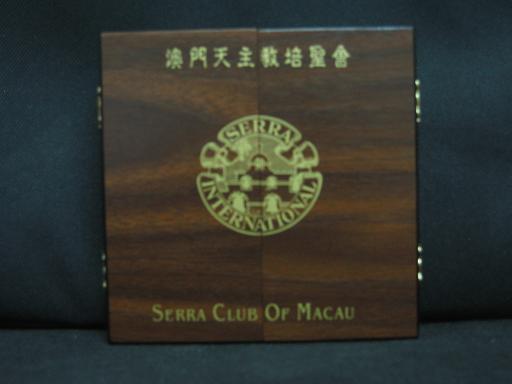 澳門天主教培聖會
SERRA
INTERNATIONAL
SERRA CLUB OF MACAU